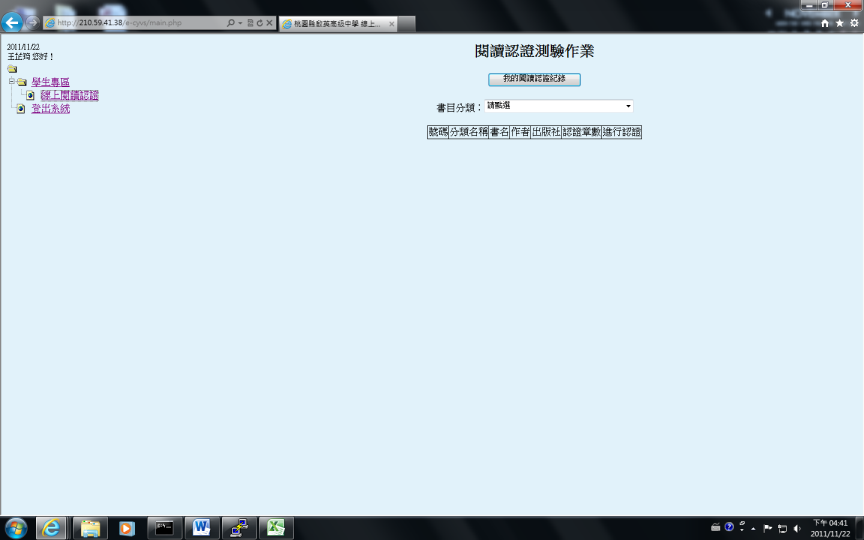 http://210.59.41.38/e-cyvs/main.php
桃園縣啟英高級中學 線上...
2011/11/22
您好！
閱讀認證測驗作業
學生專區
線上閱讀認證
登出系統
我的閱讀認證紀錄
書目分類： 請點選
號碼 分類名稱 書名 作者 出版社 認證章數 進行認證
下午 04:41
2011/11/22